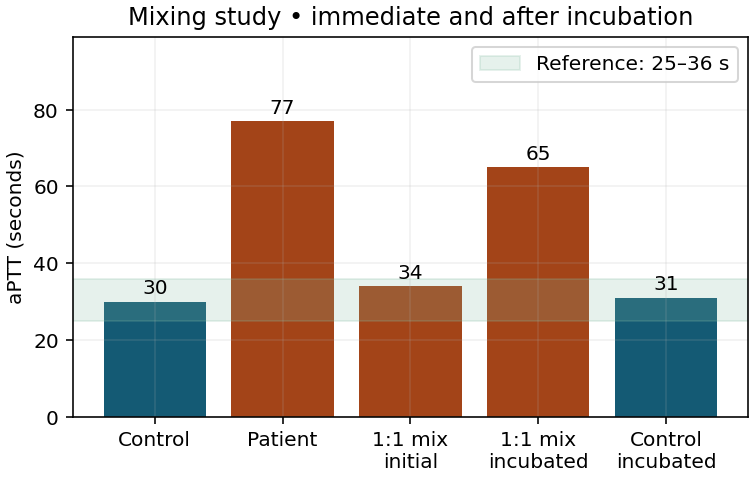 Mixing study • immediate and after incubation
Reference: 25–36 s
aPTT (seconds)
80
60
40
20
0
30
77
34
65
31
Control
Patient
1:1 mix
initial
1:1 mix
incubated
Control
incubated